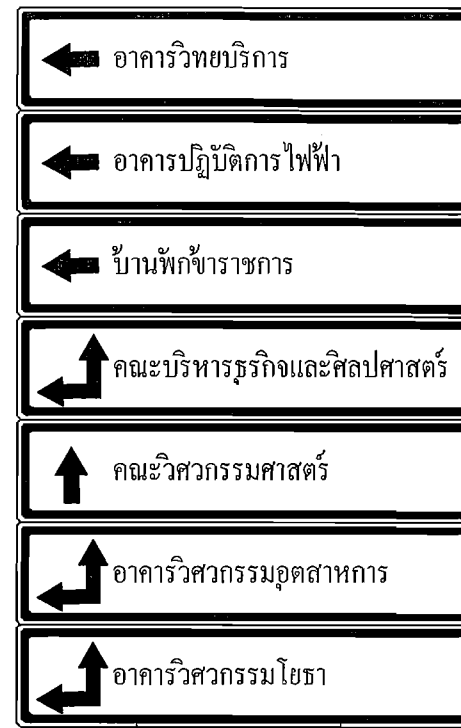 อาคารวิทยบริการ
อาคารปฏิบัติการไฟฟ้า
บ้านพักข้าราชการ
คณะบริหารธุรกิจและศิลปศาสตร์
คณะวิศวกรรมศาสตร์
อาคารวิศวกรรมอุตสาหการ
อาคารวิศวกรรมโยธา